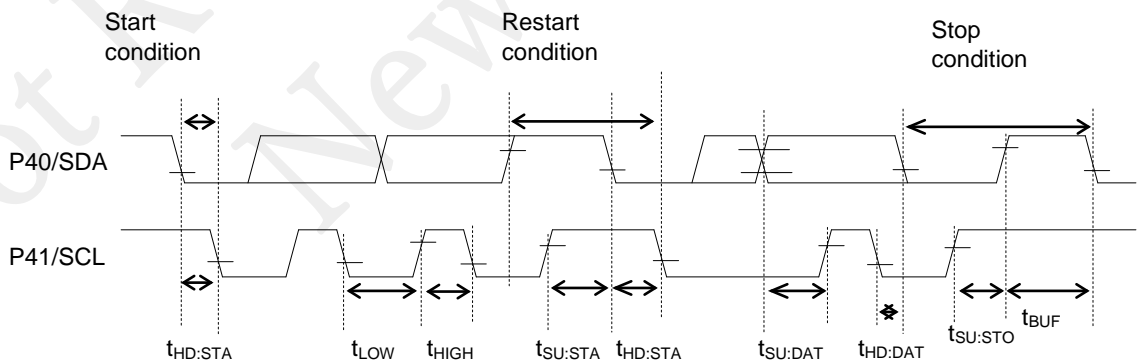 Start
condition
Restart
condition
Stop
condition
P40/SDA
P41/SCL
tHD:STA
tLOW
tHIGH
tSU:STA
tHD:STA
tSU:DAT
tHD:DAT
tSU:STO
tBUF
New